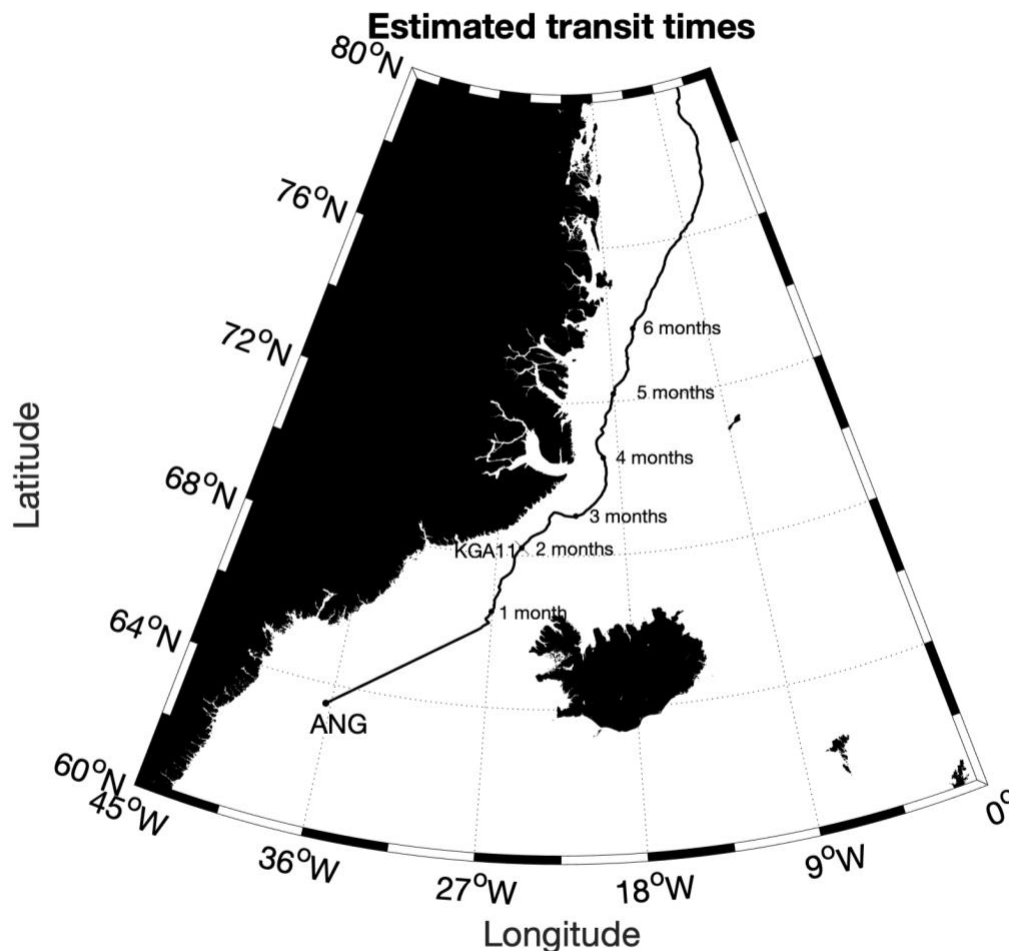 Estimated transit times
80°N
76°N
72°N
68°N
64°N
60°N
45°W
36°W
27°W
18°W
9°W
0°
Latitude
Longitude
6 months
5 months
4 months
3 months
KGA11
2 months
1 month
ANG